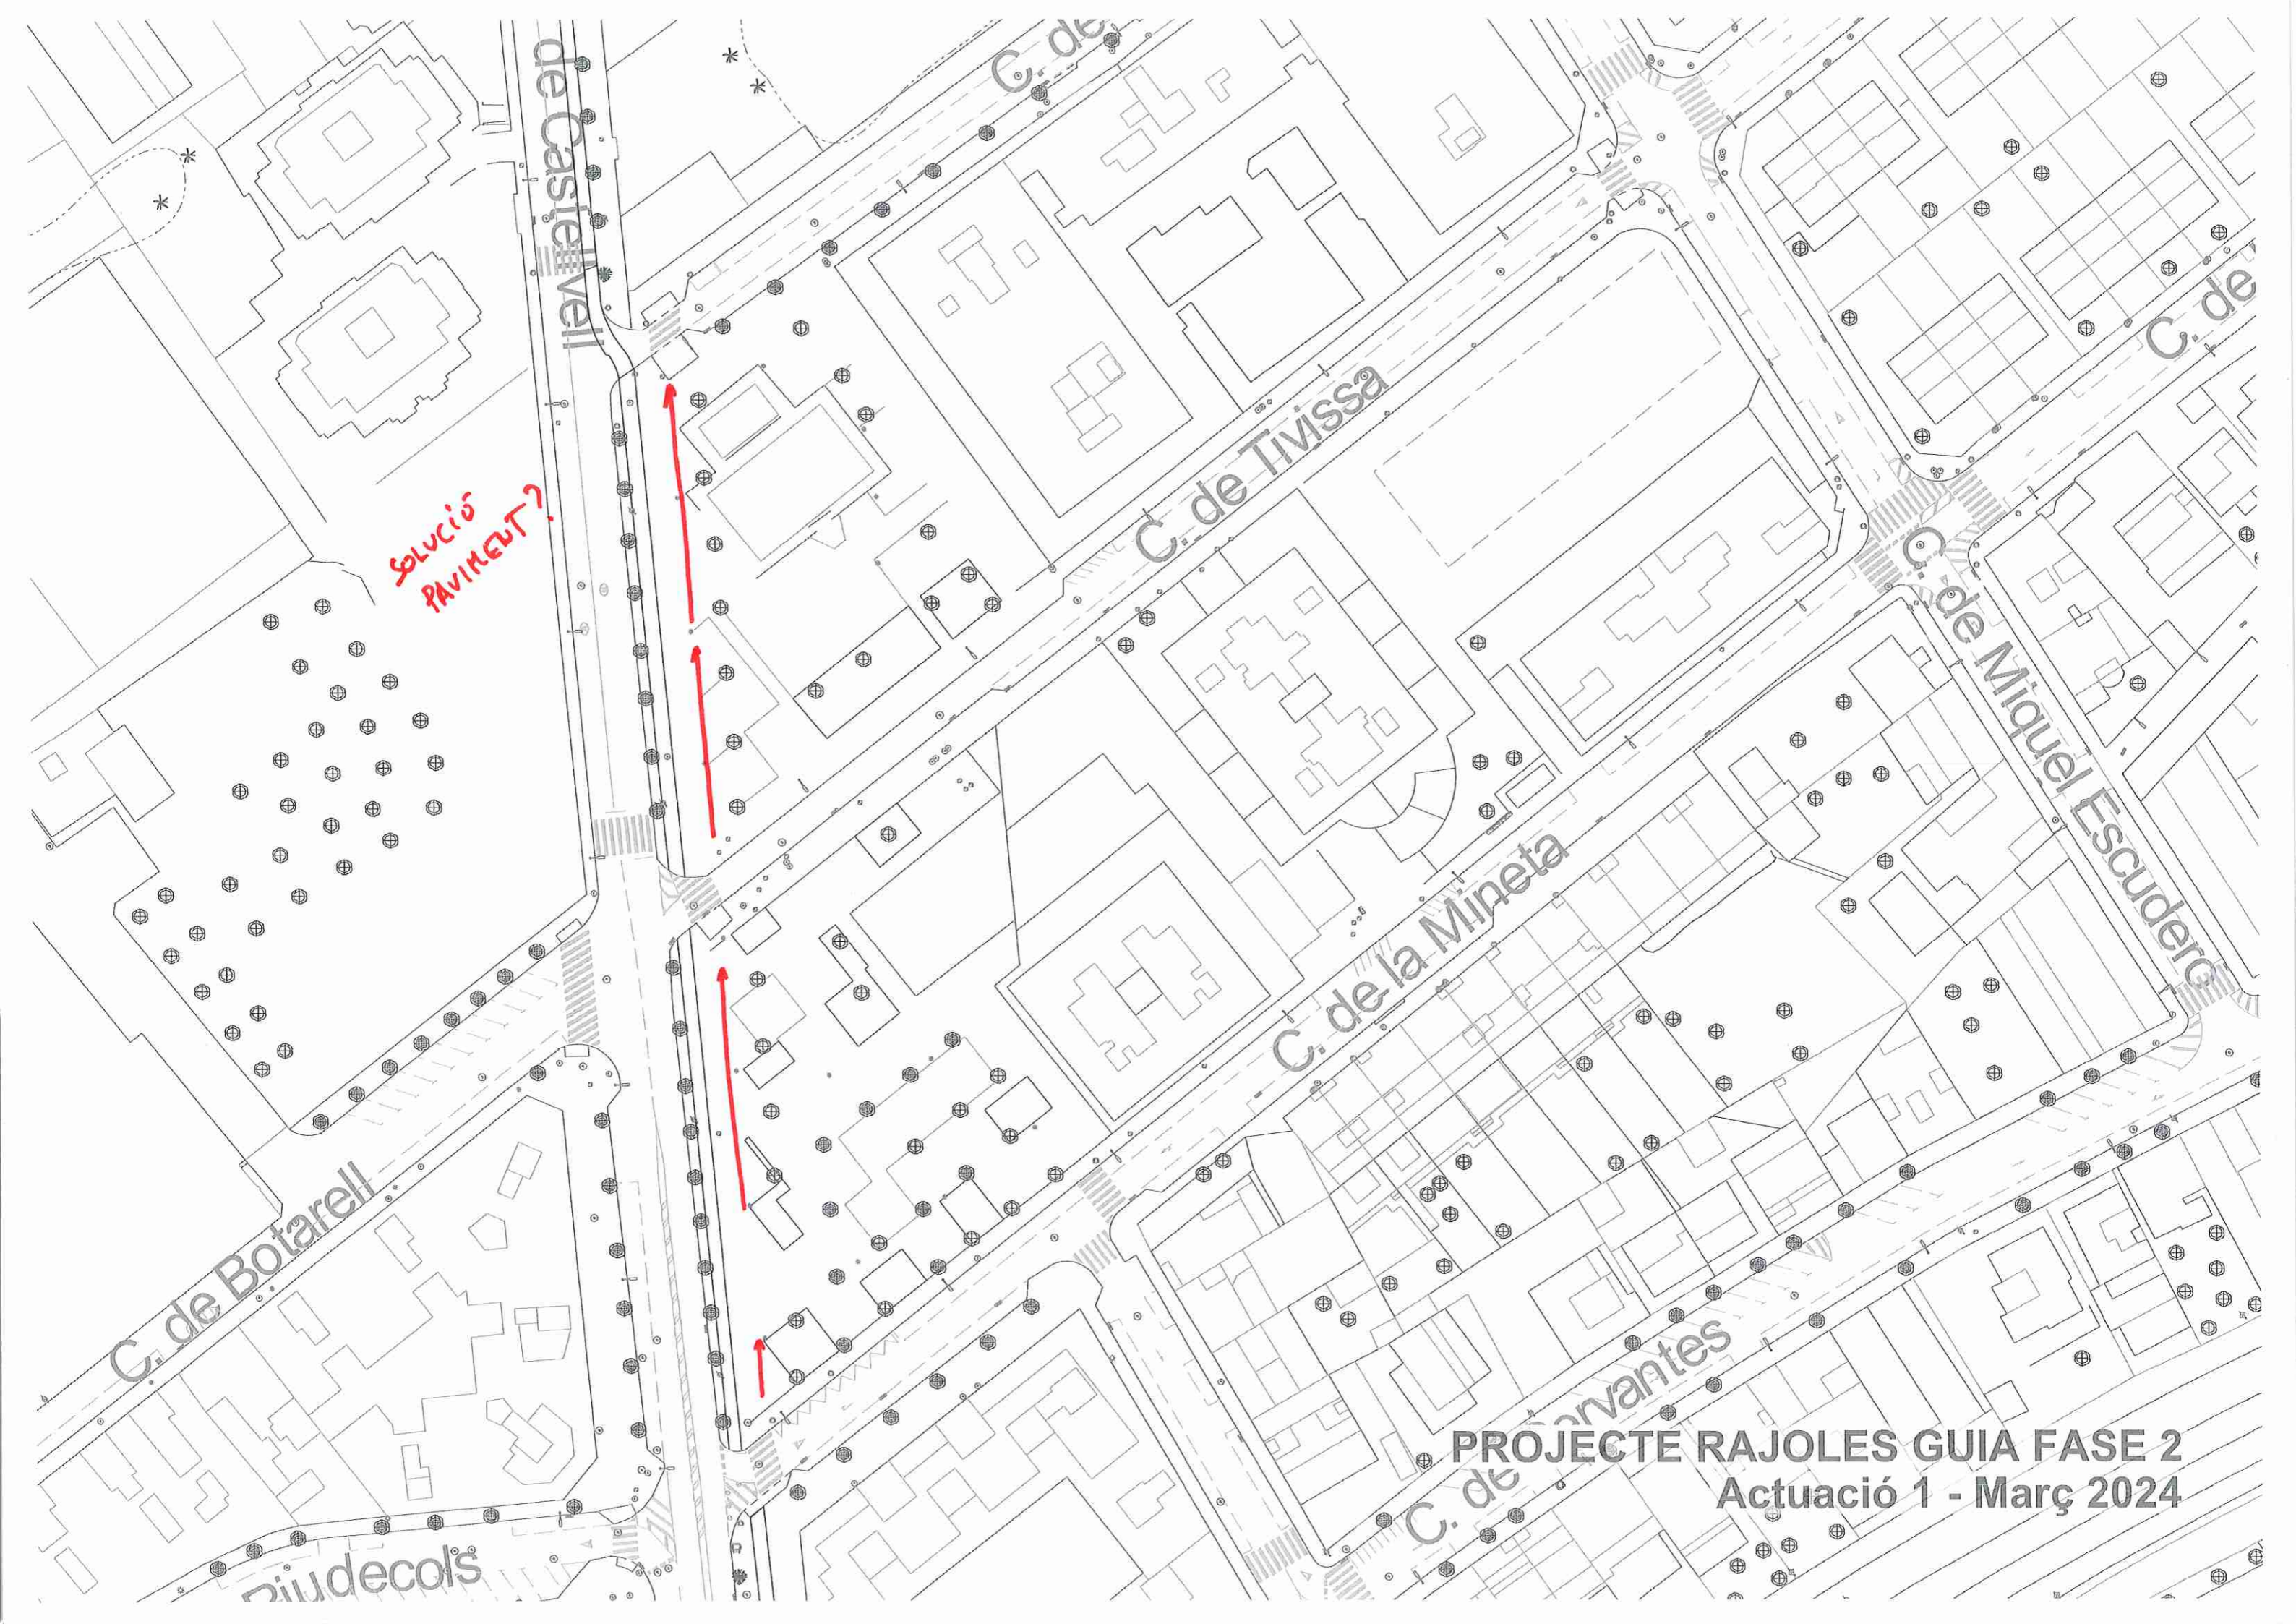 de Castellvell
C. de
C. de
C. de Tivissa
SOLUCIÓ
PAVIMENT?
C. de Miquel Escuderó
C. de la Mineta
C. de Botarell
C. de Cervantes
PROJECTE RAJOLES GUIA FASE 2
Actuació 1 - Març 2024
Riudecols